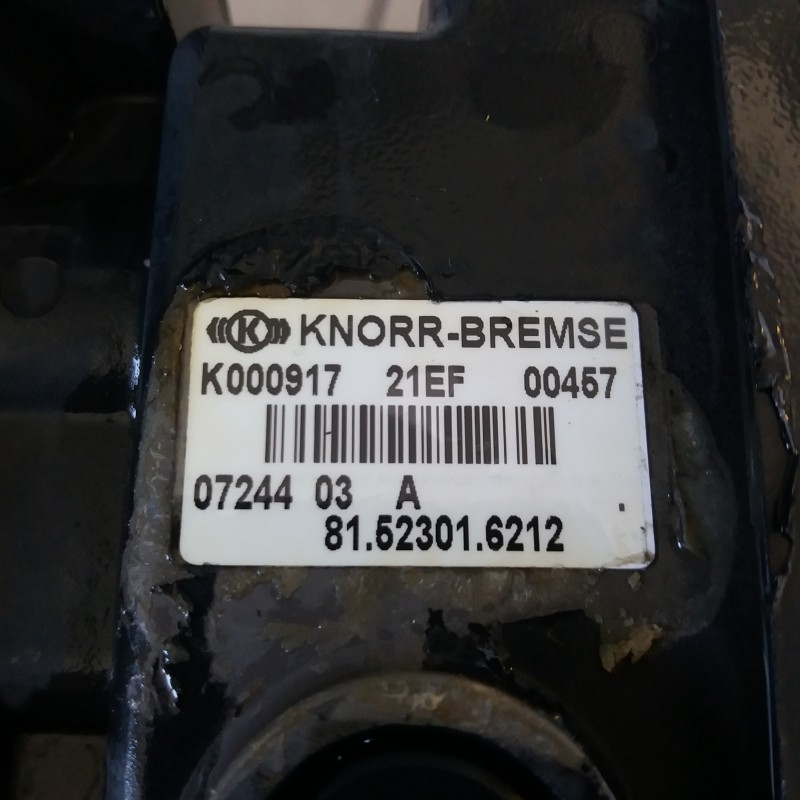 K KNORR-BREMSE
K000917 21EF 00457
07244 03 A
81.52301.6212